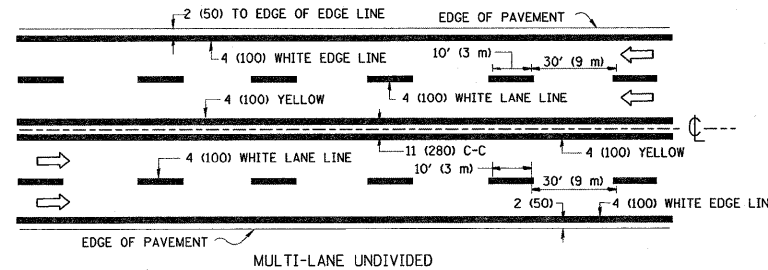 2 (50) TO EDGE OF EDGE LINE
EDGE OF PAVEMENT
4 (100) WHITE EDGE LINE
10' (3 m)
30' (9 m)
4 (100) YELLOW
4 (100) WHITE LANE LINE
℄
4 (100) WHITE LANE LINE
11 (280) C-C
4 (100) YELLOW
10' (3 m)
30' (9 m)
2 (50)
4 (100) WHITE EDGE LIN
EDGE OF PAVEMENT
MULTI-LANE UNDIVIDED